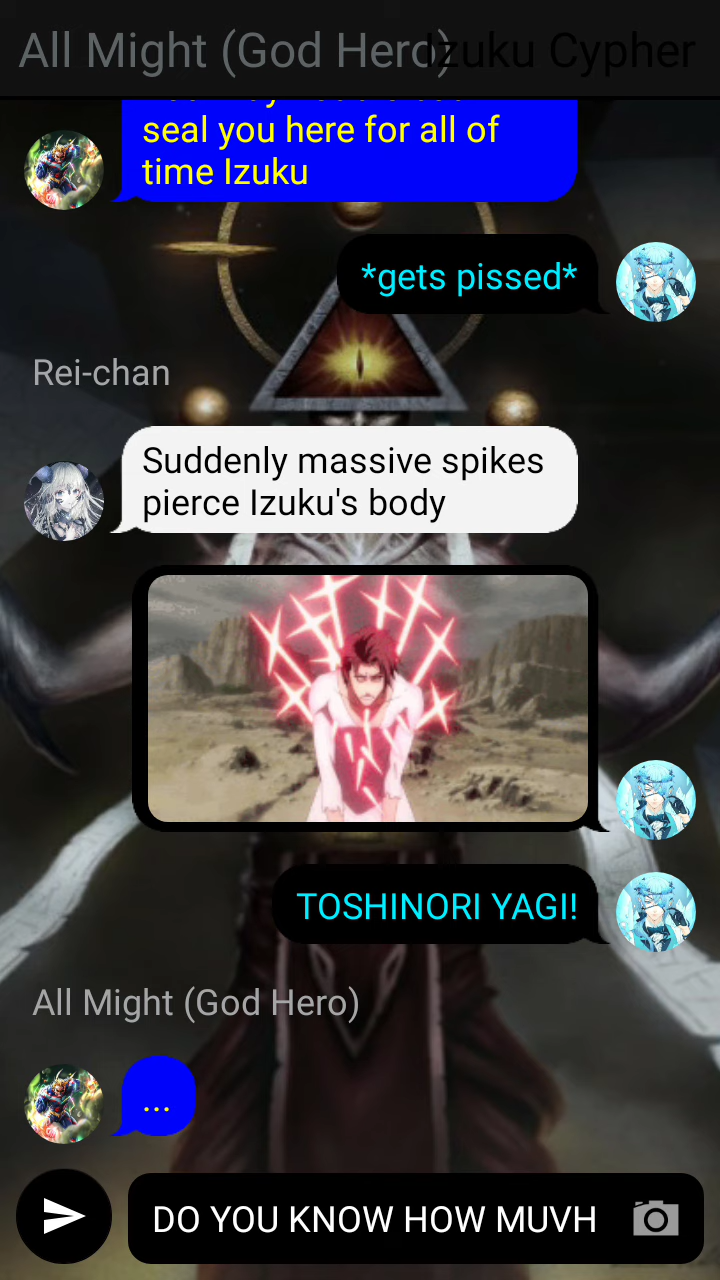 All Might (God Hero) Izuku Cypher
seal you here for all of
time Izuku
*gets pissed*
Rei-chan
Suddenly massive spikes
pierce Izuku's body
TOSHINORI YAGI!
All Might (God Hero)
...
DO YOU KNOW HOW MUVH